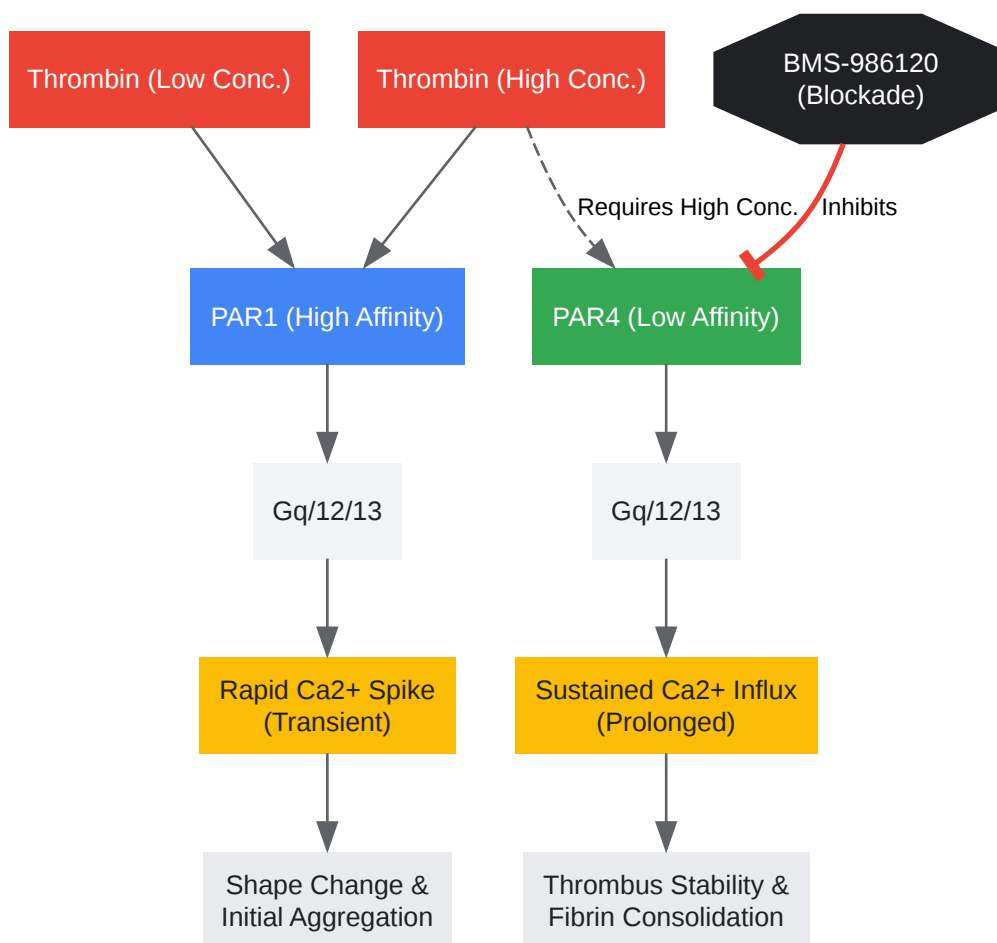 Thrombin (Low Conc.)
Thrombin (High Conc.)
BMS-986120
(Blockade)
Requires High Conc.
Inhibits
PAR1 (High Affinity)
PAR4 (Low Affinity)
Gq/12/13
Gq/12/13
Rapid Ca2+ Spike
(Transient)
Sustained Ca2+ Influx
(Prolonged)
Shape Change &
Initial Aggregation
Thrombus Stability &
Fibrin Consolidation